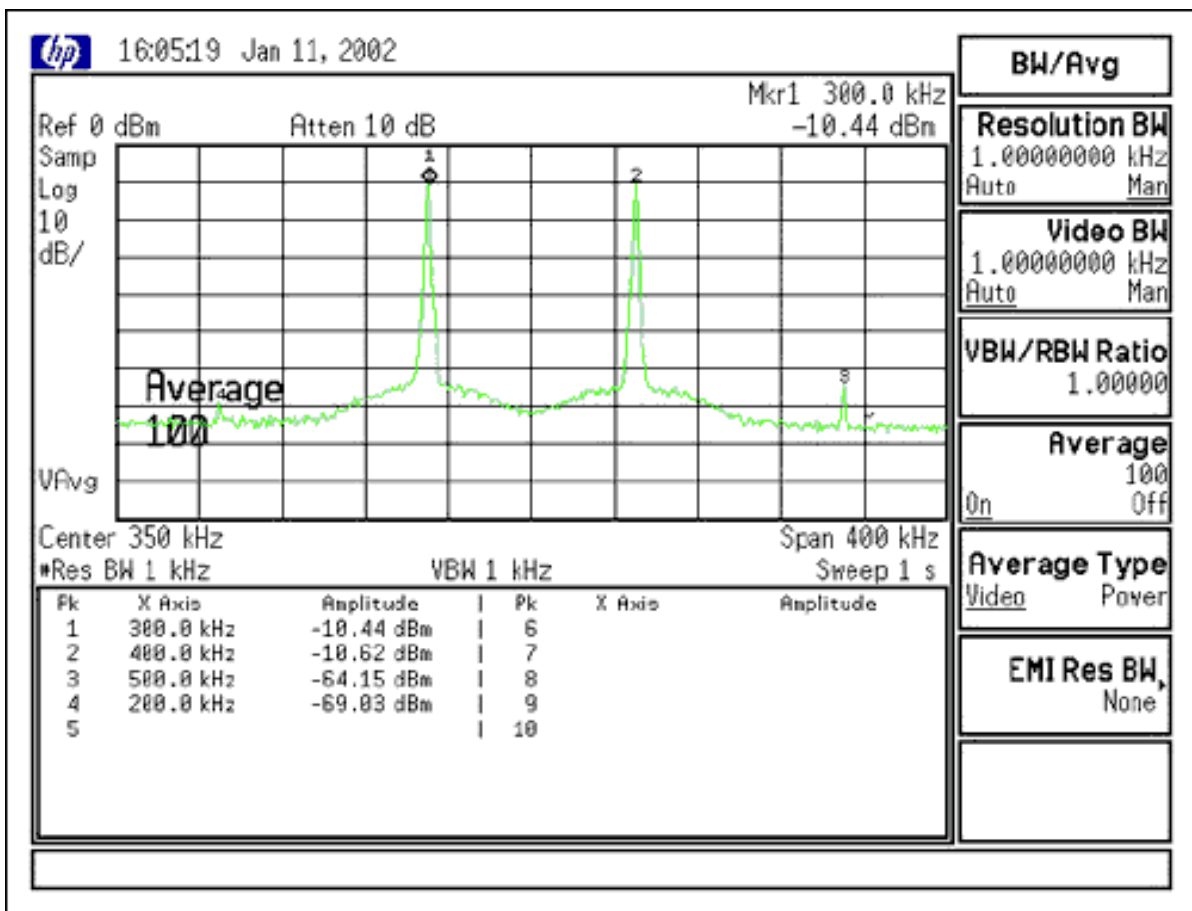 hp 16:05:19 Jan 11, 2002
Mkr1 300.0 kHz
Ref 0 dBm Atten 10 dB -10.44 dBm
Samp
Log
10
dB/
1
2
3
4
Average
100
VAvg
Center 350 kHz Span 400 kHz
#Res BW 1 kHz VBW 1 kHz Sweep 1 s
Pk X Axis Amplitude | Pk X Axis Amplitude
1 300.0 kHz -10.44 dBm | 6
2 400.0 kHz -10.62 dBm | 7
3 500.0 kHz -64.15 dBm | 8
4 200.0 kHz -69.03 dBm | 9
5 | 10
BW/Avg
Resolution BW
1.00000000 kHz
Auto Man
Video BW
1.00000000 kHz
Auto Man
VBW/RBW Ratio
1.00000
Average
100
On Off
Average Type
Video Power
EMI Res BW
None